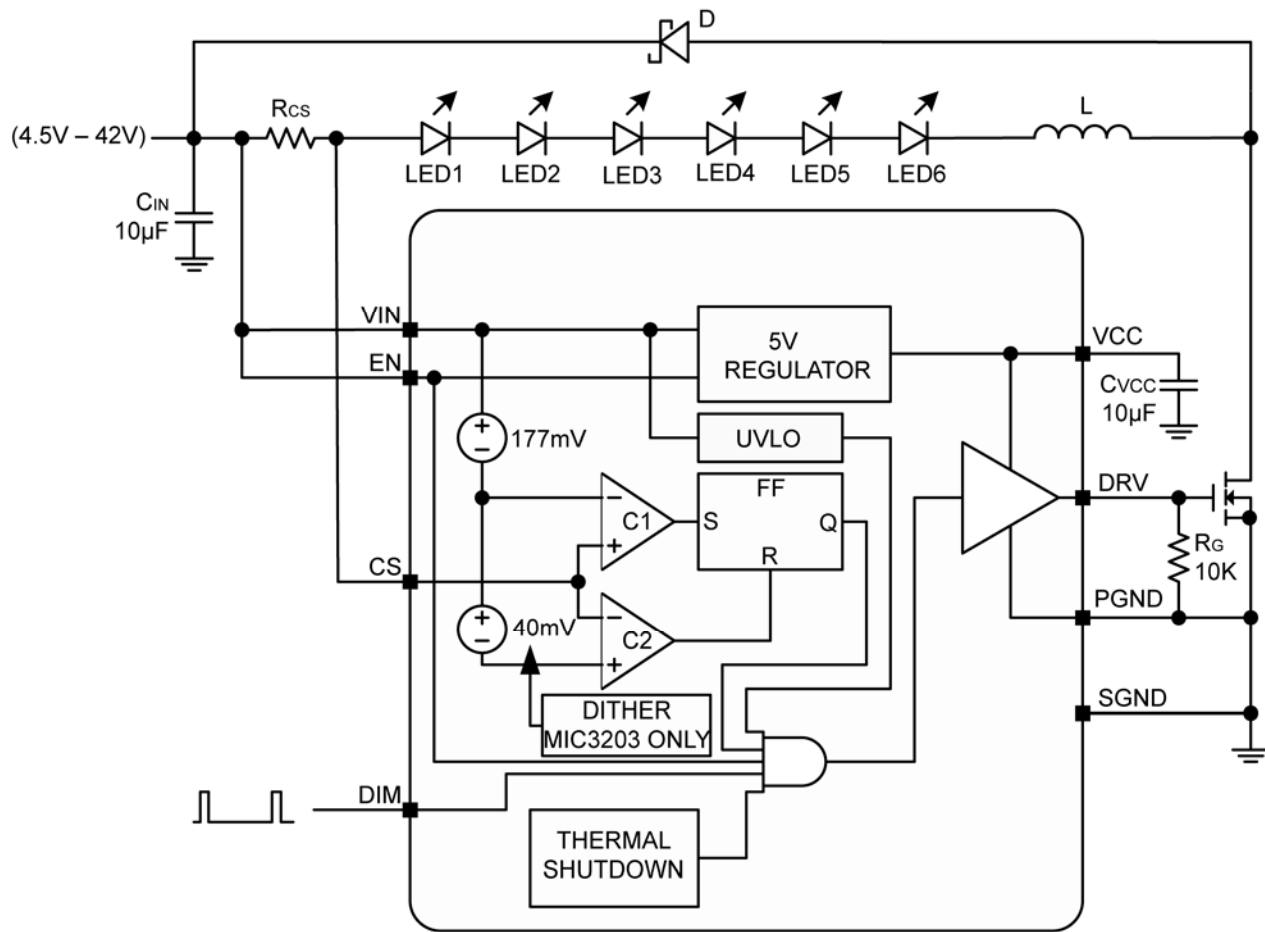 D
RCS
L
(4.5V – 42V)
LED1
LED2
LED3
LED4
LED5
LED6
CIN
10µF
VIN
5V
REGULATOR
VCC
EN
CVCC
10µF
+
−
177mV
UVLO
DRV
−
+
C1
S
FF
Q
R
RG
10K
CS
PGND
+
−
40mV
−
+
C2
DITHER
MIC3203 ONLY
SGND
DIM
THERMAL
SHUTDOWN